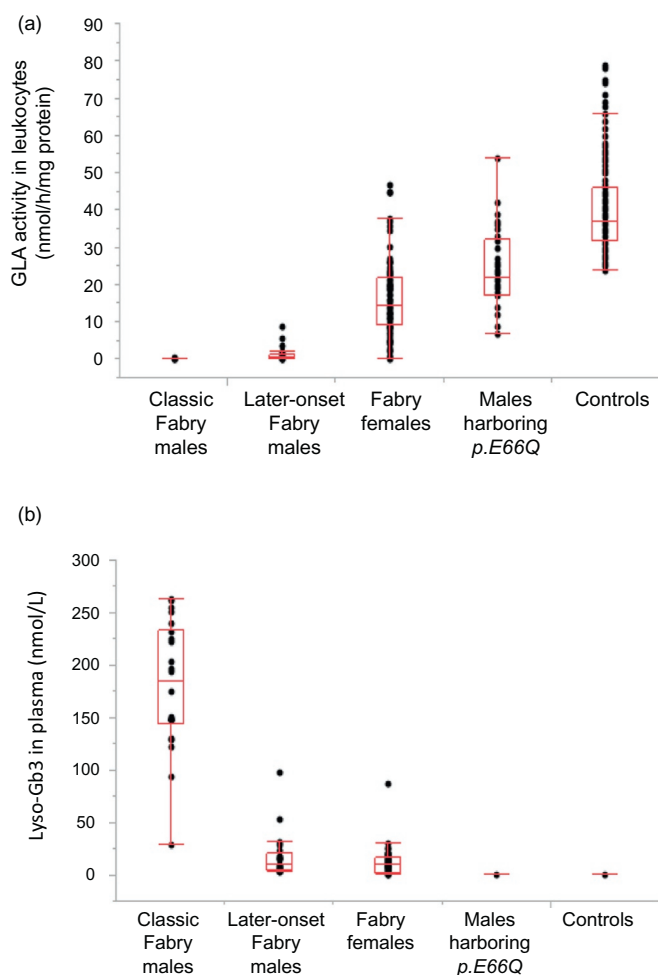 (a)
GLA activity in leukocytes
(nmol/h/mg protein)
90
80
70
60
50
40
30
20
10
0
Classic
Fabry
males
Later-onset
Fabry
males
Fabry
females
Males
harboring
p.E66Q
Controls
(b)
Lyso-Gb3 in plasma (nmol/L)
300
250
200
150
100
50
0
Classic
Fabry
males
Later-onset
Fabry
males
Fabry
females
Males
harboring
p.E66Q
Controls